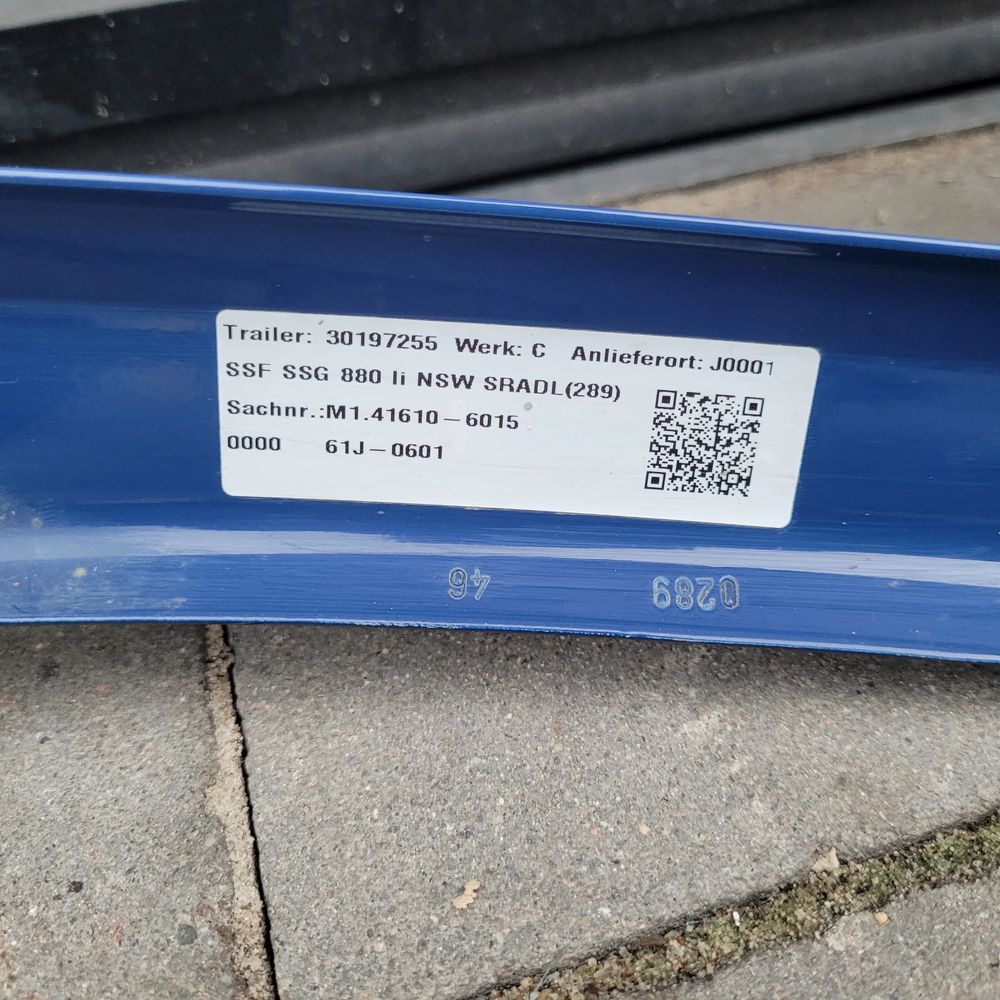 Trailer: 30197255 Werk: C Anlieferort: J0001
SSF SSG 880 li NSW SRADL(289)
Sachnr.:M1.41610-6015
0000 61J-0601
46 0289